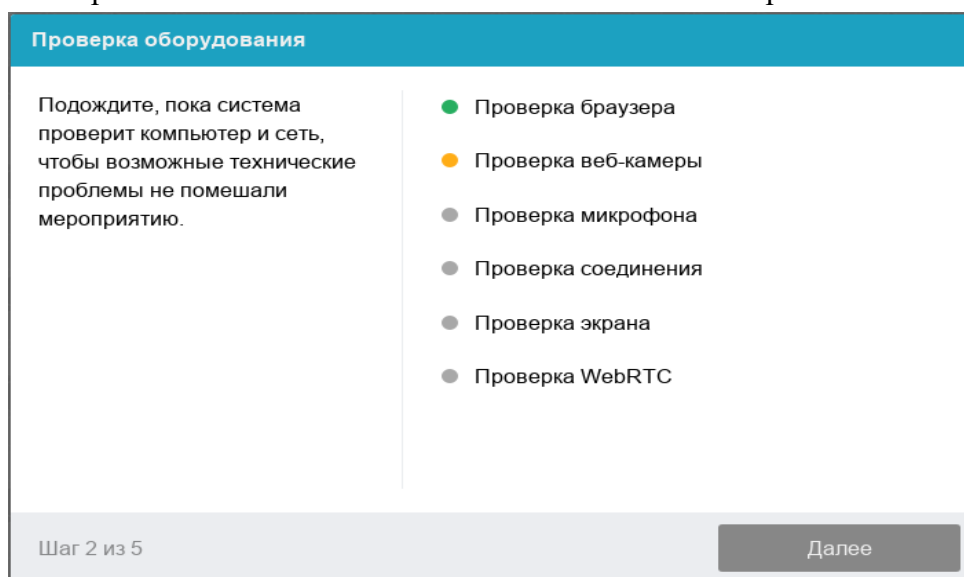 Проверка оборудования
Подождите, пока система
проверит компьютер и сеть,
чтобы возможные технические
проблемы не помешали
мероприятию.
Проверка браузера
Проверка веб-камеры
Проверка микрофона
Проверка соединения
Проверка экрана
Проверка WebRTC
Шаг 2 из 5
Далее